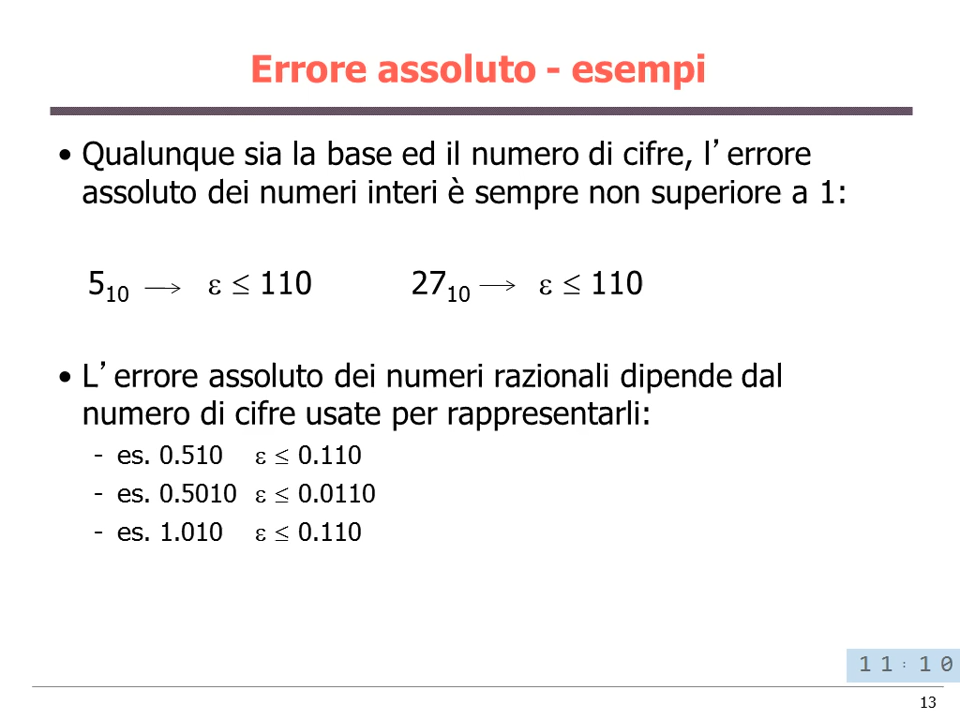 Errore assoluto - esempi
• Qualunque sia la base ed il numero di cifre, l’errore
assoluto dei numeri interi è sempre non superiore a 1:
5₁₀ → ε ≤ 110 27₁₀ → ε ≤ 110
• L’errore assoluto dei numeri razionali dipende dal
numero di cifre usate per rappresentarli:
- es. 0.510 ε ≤ 0.110
- es. 0.5010 ε ≤ 0.0110
- es. 1.010 ε ≤ 0.110
11:10
13